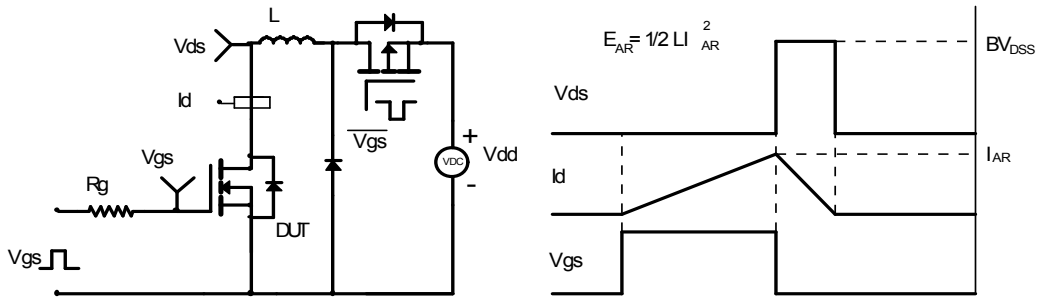 L
Vds
Id
Vgs
Rg
DUT
Vgs
Vgs
VDC
+
Vdd
-
E_AR = 1/2 LI²_AR
BV_DSS
Vds
I_AR
Id
Vgs